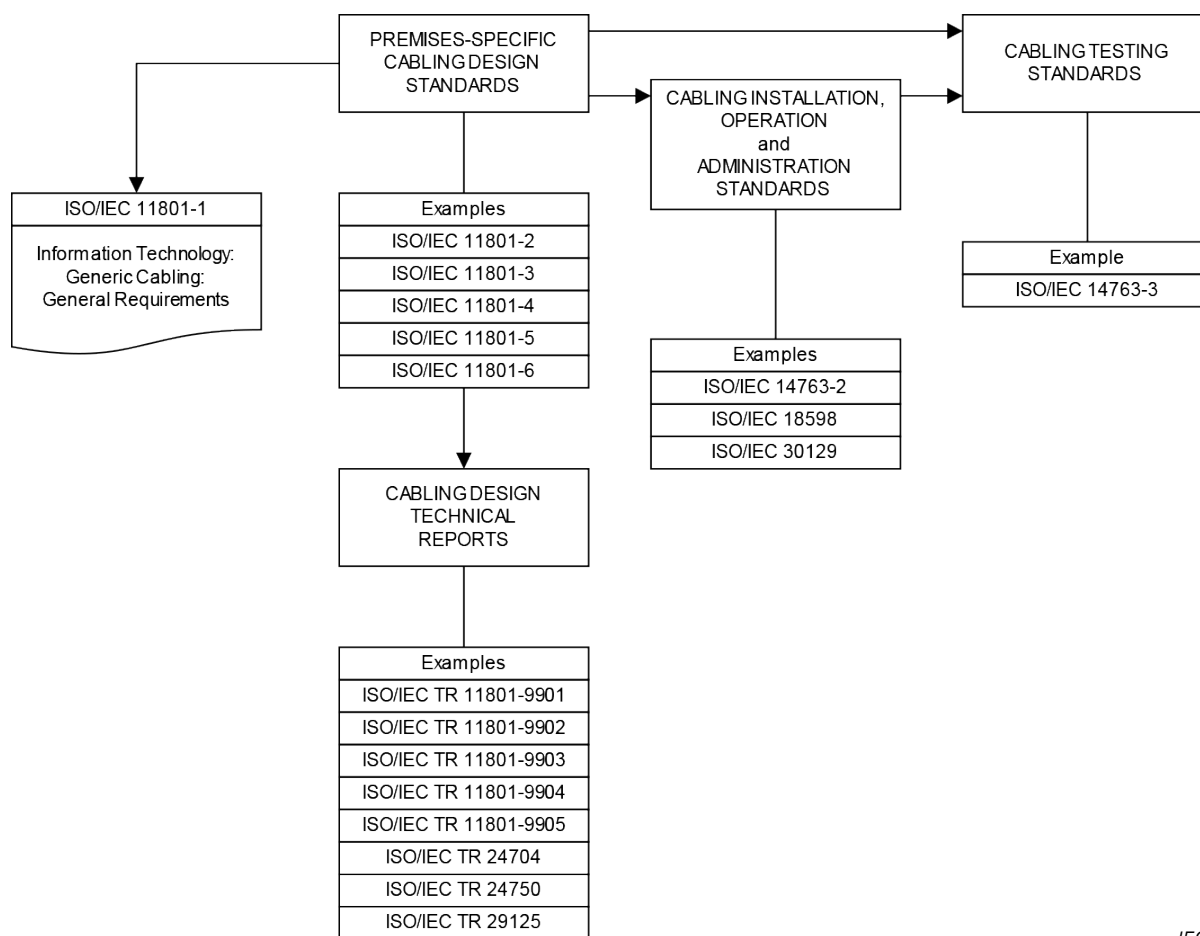 PREMISES-SPECIFIC
CABLING DESIGN
STANDARDS
CABLING TESTING
STANDARDS
CABLING INSTALLATION,
OPERATION
and
ADMINISTRATION
STANDARDS
ISO/IEC 11801-1
Information Technology:
Generic Cabling:
General Requirements
Examples
ISO/IEC 11801-2
ISO/IEC 11801-3
ISO/IEC 11801-4
ISO/IEC 11801-5
ISO/IEC 11801-6
Example
ISO/IEC 14763-3
Examples
ISO/IEC 14763-2
ISO/IEC 18598
ISO/IEC 30129
CABLING DESIGN
TECHNICAL
REPORTS
Examples
ISO/IEC TR 11801-9901
ISO/IEC TR 11801-9902
ISO/IEC TR 11801-9903
ISO/IEC TR 11801-9904
ISO/IEC TR 11801-9905
ISO/IEC TR 24704
ISO/IEC TR 24750
ISO/IEC TR 29125